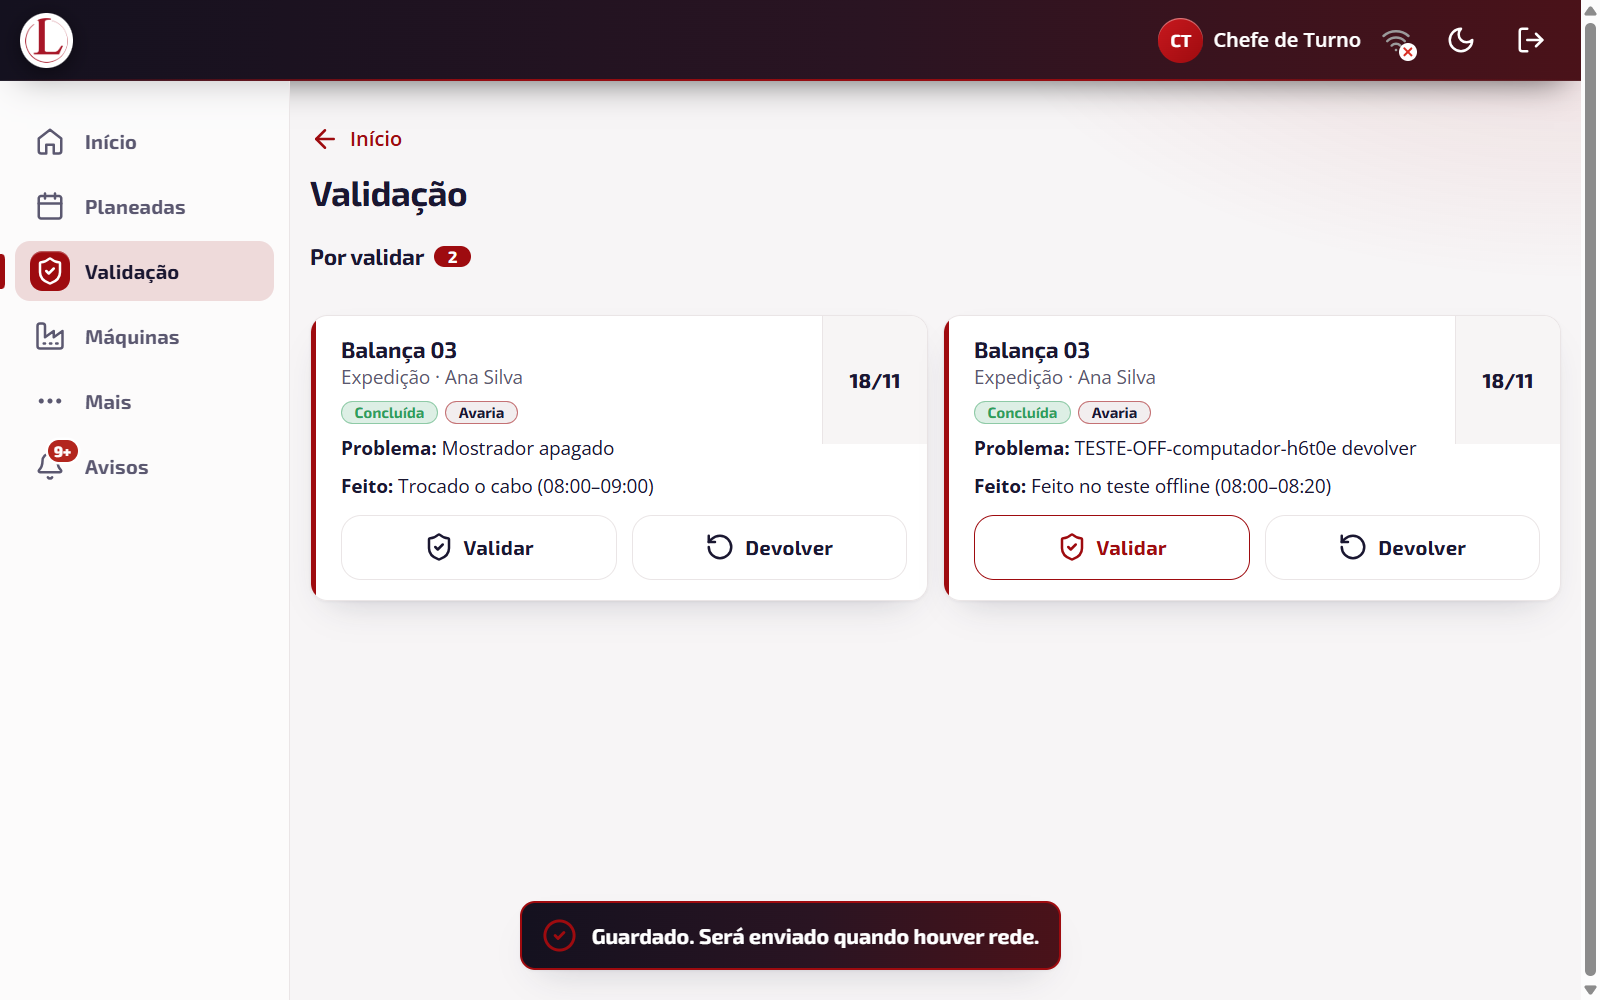 L
CT
Chefe de Turno
Início
Planeadas
Validação
Máquinas
Mais
9+
Avisos
Início
Validação
Por validar 2
Balança 03
Expedição · Ana Silva
Concluída
Avaria
18/11
Problema: Mostrador apagado
Feito: Trocado o cabo (08:00–09:00)
Validar
Devolver
Balança 03
Expedição · Ana Silva
Concluída
Avaria
18/11
Problema: TESTE-OFF-computador-h6t0e devolver
Feito: Feito no teste offline (08:00–08:20)
Validar
Devolver
Guardado. Será enviado quando houver rede.